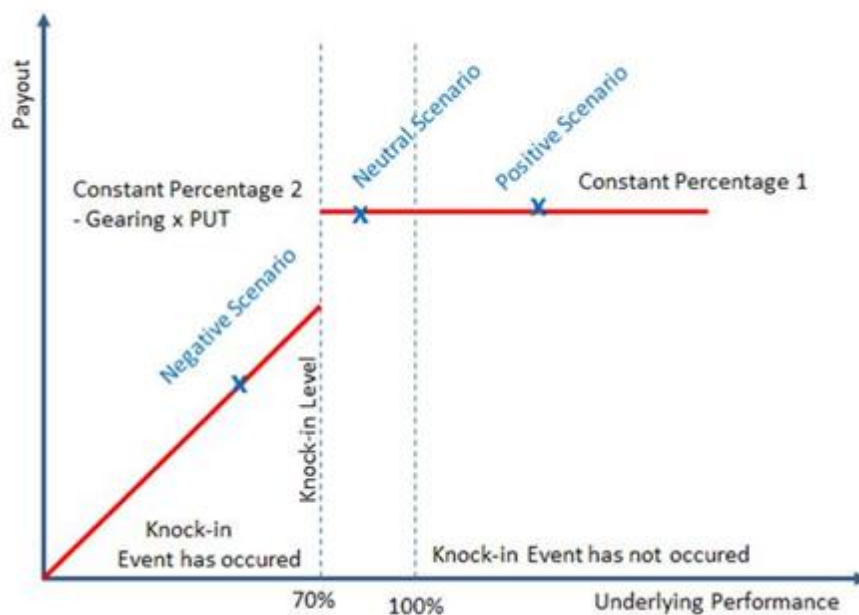 Payout
Neutral Scenario
Positive Scenario
Constant Percentage 2
- Gearing x PUT
Constant Percentage 1
Negative Scenario
Knock-in Level
Knock-in
Event has occured
Knock-in Event has not occured
70%
100%
Underlying Performance